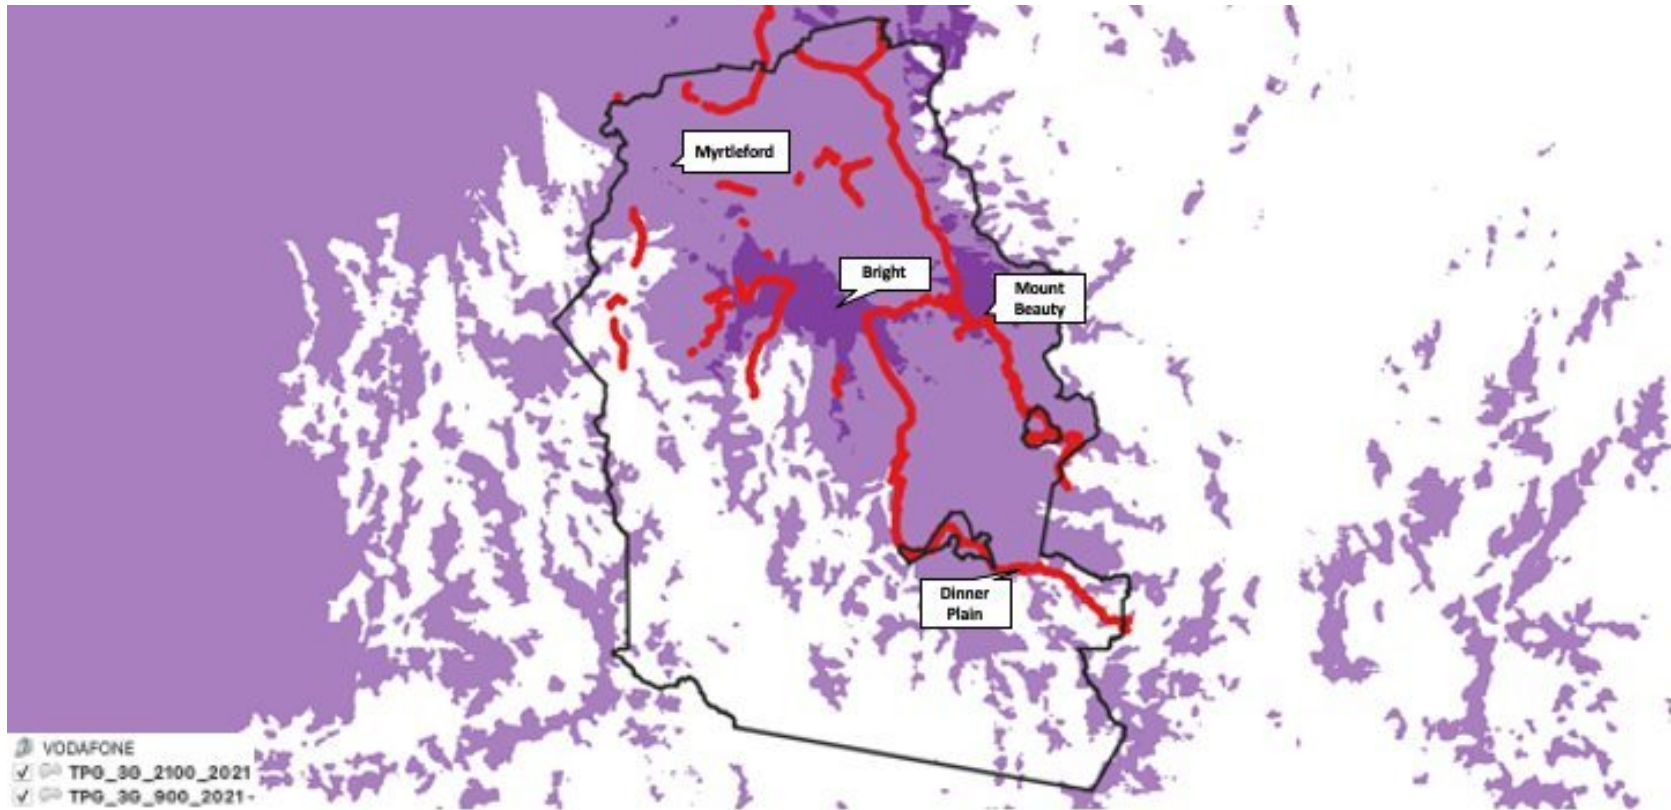 Myrtleford
Bright
Mount
Beauty
Dinner
Plain
VODAFONE
TPG_3G_2100_2021
TPG_3G_900_2021-